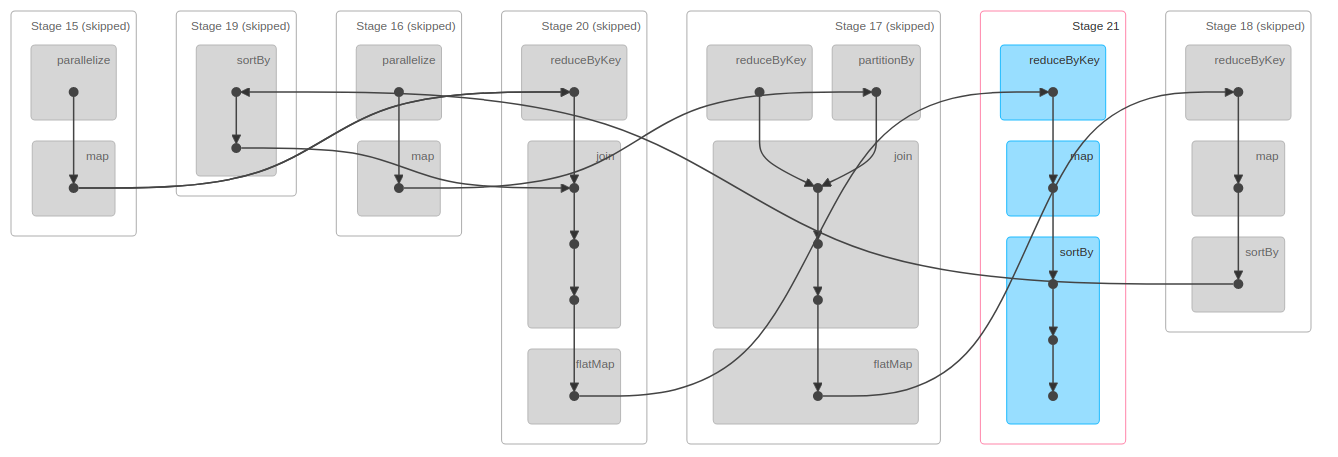 Stage 15 (skipped)
parallelize
map
Stage 19 (skipped)
sortBy
Stage 16 (skipped)
parallelize
map
Stage 20 (skipped)
reduceByKey
join
flatMap
Stage 17 (skipped)
reduceByKey
partitionBy
join
flatMap
Stage 21
reduceByKey
map
sortBy
Stage 18 (skipped)
reduceByKey
map
sortBy